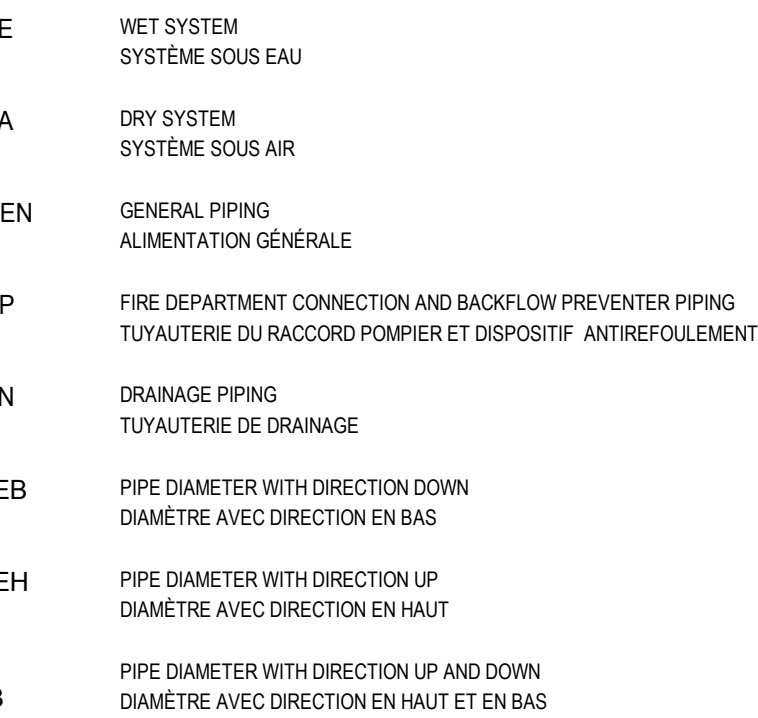 E WET SYSTEM
SYSTÈME SOUS EAU
A DRY SYSTEM
SYSTÈME SOUS AIR
EN GENERAL PIPING
ALIMENTATION GÉNÉRALE
P FIRE DEPARTMENT CONNECTION AND BACKFLOW PREVENTER PIPING
TUYAUTERIE DU RACCORD POMPIER ET DISPOSITIF ANTIREFOULEMENT
N DRAINAGE PIPING
TUYAUTERIE DE DRAINAGE
EB PIPE DIAMETER WITH DIRECTION DOWN
DIAMÈTRE AVEC DIRECTION EN BAS
EH PIPE DIAMETER WITH DIRECTION UP
DIAMÈTRE AVEC DIRECTION EN HAUT
PIPE DIAMETER WITH DIRECTION UP AND DOWN
DIAMÈTRE AVEC DIRECTION EN HAUT ET EN BAS